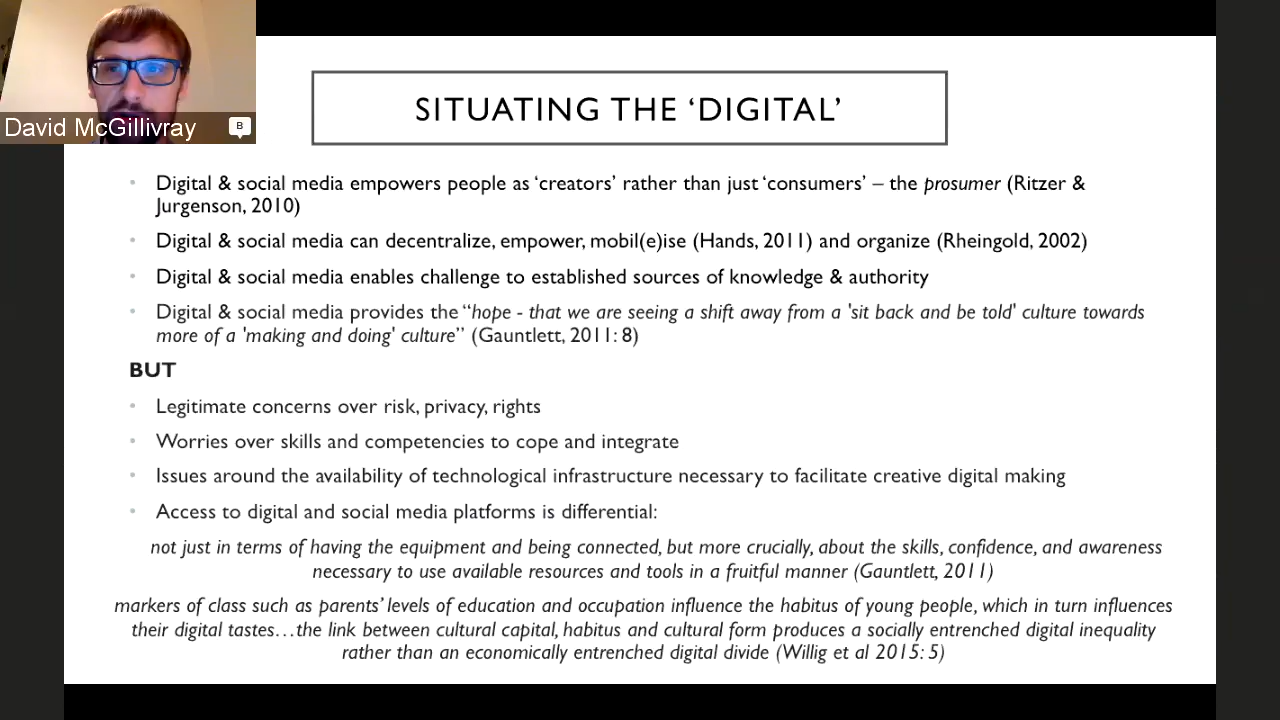 David McGillivray
B
SITUATING THE ‘DIGITAL’
• Digital & social media empowers people as ‘creators’ rather than just ‘consumers’ – the prosumer (Ritzer &
Jurgenson, 2010)
• Digital & social media can decentralize, empower, mobil(e)ise (Hands, 2011) and organize (Rheingold, 2002)
• Digital & social media enables challenge to established sources of knowledge & authority
• Digital & social media provides the “hope - that we are seeing a shift away from a 'sit back and be told' culture towards
more of a 'making and doing' culture” (Gauntlett, 2011: 8)
BUT
• Legitimate concerns over risk, privacy, rights
• Worries over skills and competencies to cope and integrate
• Issues around the availability of technological infrastructure necessary to facilitate creative digital making
• Access to digital and social media platforms is differential:
not just in terms of having the equipment and being connected, but more crucially, about the skills, confidence, and awareness
necessary to use available resources and tools in a fruitful manner (Gauntlett, 2011)
markers of class such as parents’ levels of education and occupation influence the habitus of young people, which in turn influences
their digital tastes…the link between cultural capital, habitus and cultural form produces a socially entrenched digital inequality
rather than an economically entrenched digital divide (Willig et al 2015: 5)